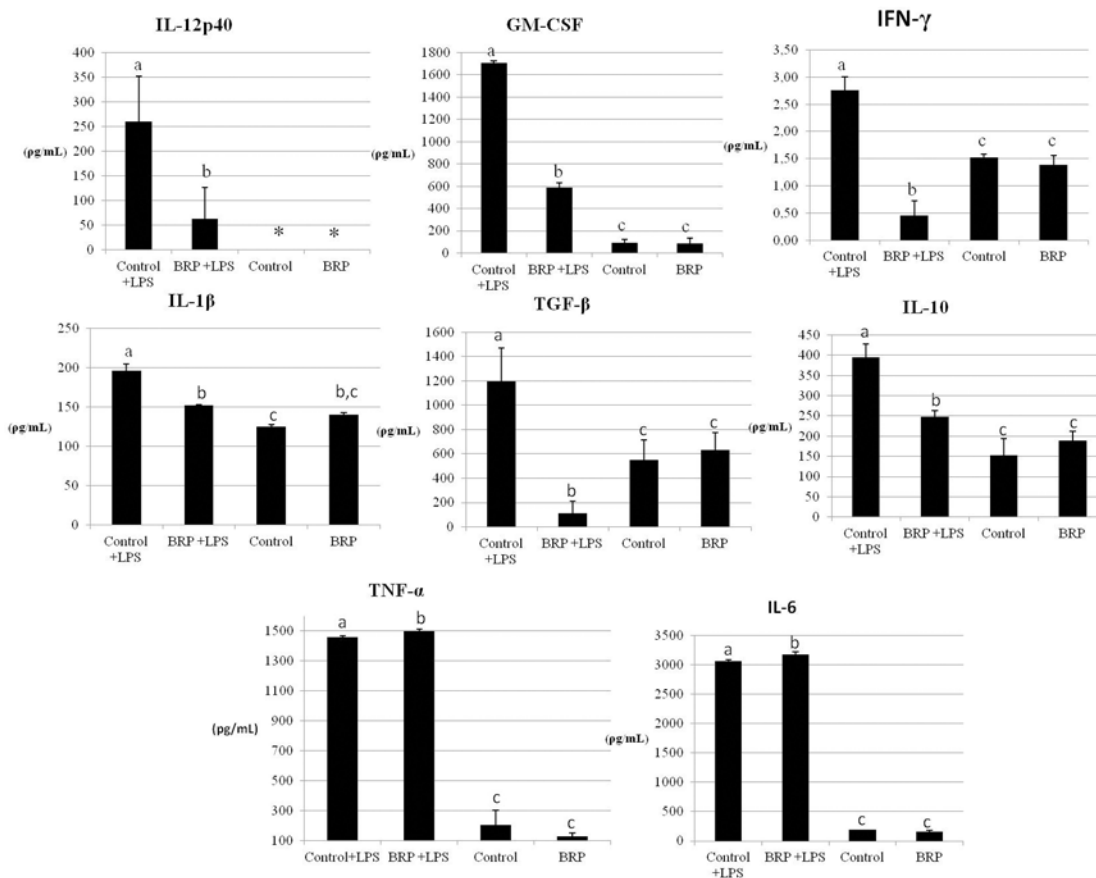 IL-12p40
400
350
300
250
200
150
100
50
0
(ρg/mL)
a
b
*
*
Control
+LPS
BRP +LPS
Control
BRP
GM-CSF
1800
1600
1400
1200
1000
800
600
400
200
0
(ρg/mL)
a
b
c
c
Control
+LPS
BRP +LPS
Control
BRP
IFN-γ
3,50
3,00
2,50
2,00
1,50
1,00
0,50
0,00
(ρg/mL)
a
b
c
c
Control
+LPS
BRP +LPS
Control
BRP
IL-1β
250
200
150
100
50
0
(ρg/mL)
a
b
c
b,c
Control
+LPS
BRP +LPS
Control
BRP
TGF-β
1600
1400
1200
1000
800
600
400
200
0
(ρg/mL)
a
b
c
c
Control
+LPS
BRP +LPS
Control
BRP
IL-10
450
400
350
300
250
200
150
100
50
0
(ρg/mL)
a
b
c
c
Control
+LPS
BRP +LPS
Control
BRP
TNF-α
1500
1300
1100
900
700
500
300
100
(pg/mL)
a
b
c
c
Control+LPS
BRP +LPS
Control
BRP
IL-6
3500
3000
2500
2000
1500
1000
500
0
(ρg/mL)
a
b
c
c
Control
+LPS
BRP +LPS
Control
BRP